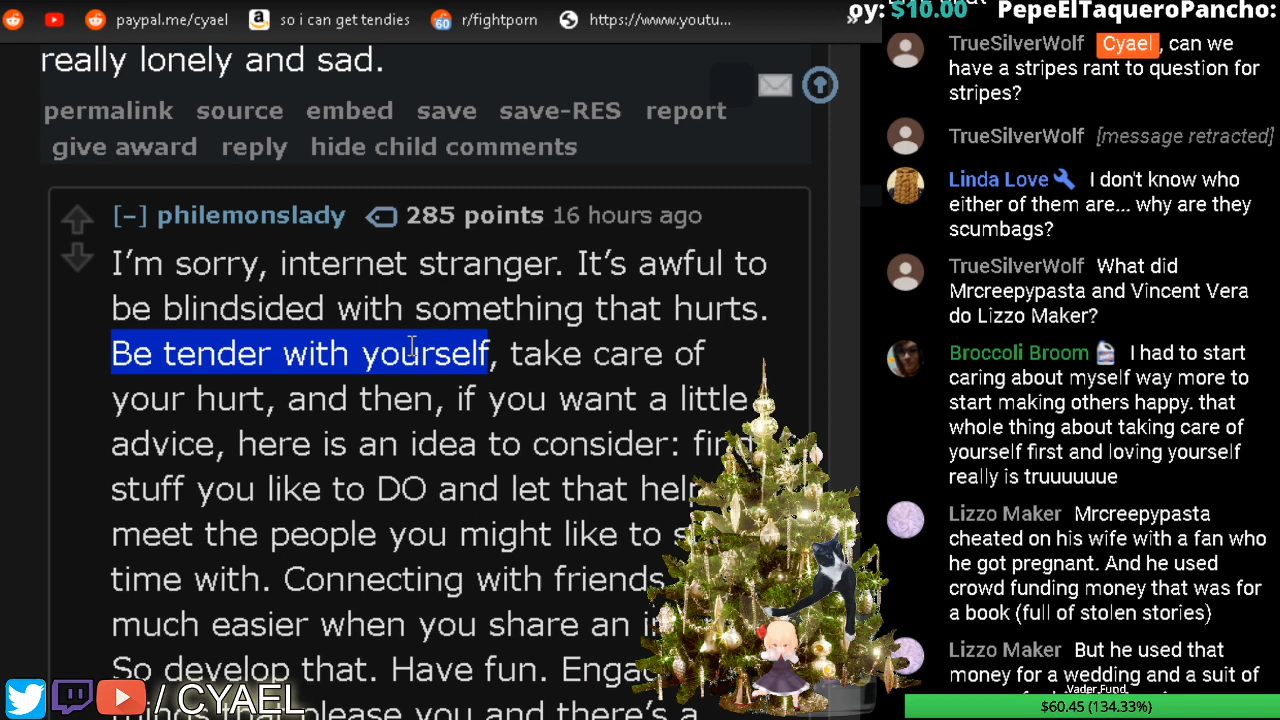 paypal.me/cyael
so i can get tendies
r/fightporn
https://www.youtu...
»
60
really lonely and sad.
permalink source embed save save-RES report
give award reply hide child comments
[–] philemonslady 285 points 16 hours ago
I'm sorry, internet stranger. It's awful to
be blindsided with something that hurts.
Be tender with yourself, take care of
your hurt, and then, if you want a little
advice, here is an idea to consider: find
stuff you like to DO and let that help
meet the people you might like to
time with. Connecting with friends
much easier when you share an
So develop that. Have fun.
please you and there's a
/ CYAEL
oy: $10.00 PepeElTaqueroPancho:
TrueSilverWolf Cyael , can we
have a stripes rant to question for
stripes?
TrueSilverWolf [message retracted]
Linda Love I don't know who
either of them are... why are they
scumbags?
TrueSilverWolf What did
Mrcreepypasta and Vincent Vera
do Lizzo Maker?
Broccoli Broom I had to start
caring about myself way more to
start making others happy. that
whole thing about taking care of
yourself first and loving yourself
really is truuuuuue
Lizzo Maker Mrcreepypasta
cheated on his wife with a fan who
he got pregnant. And he used
crowd funding money that was for
a book (full of stolen stories)
Lizzo Maker But he used that
money for a wedding and a suit of
Vader Fund
$60.45 (134.33%)